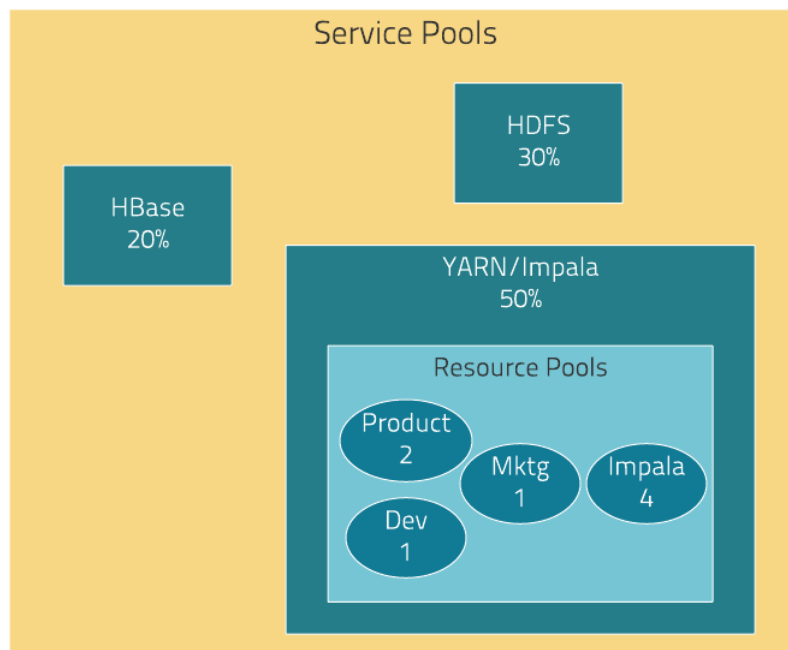 Service Pools
HDFS
30%
HBase
20%
YARN/Impala
50%
Resource Pools
Product
2
Mktg
1
Impala
4
Dev
1